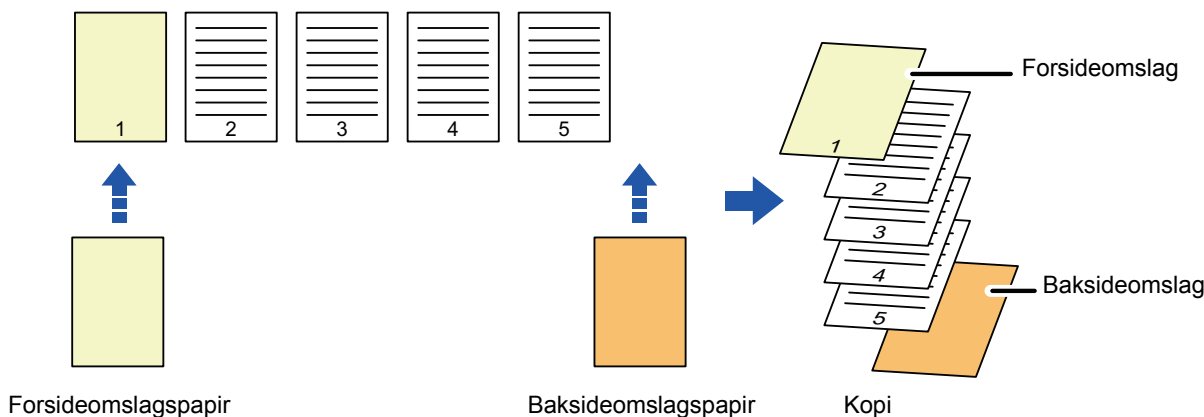 1 2 3 4 5
Forsideomslag
1
2
3
4
5
Baksideomslag
Forsideomslagspapir
Baksideomslagspapir
Kopi